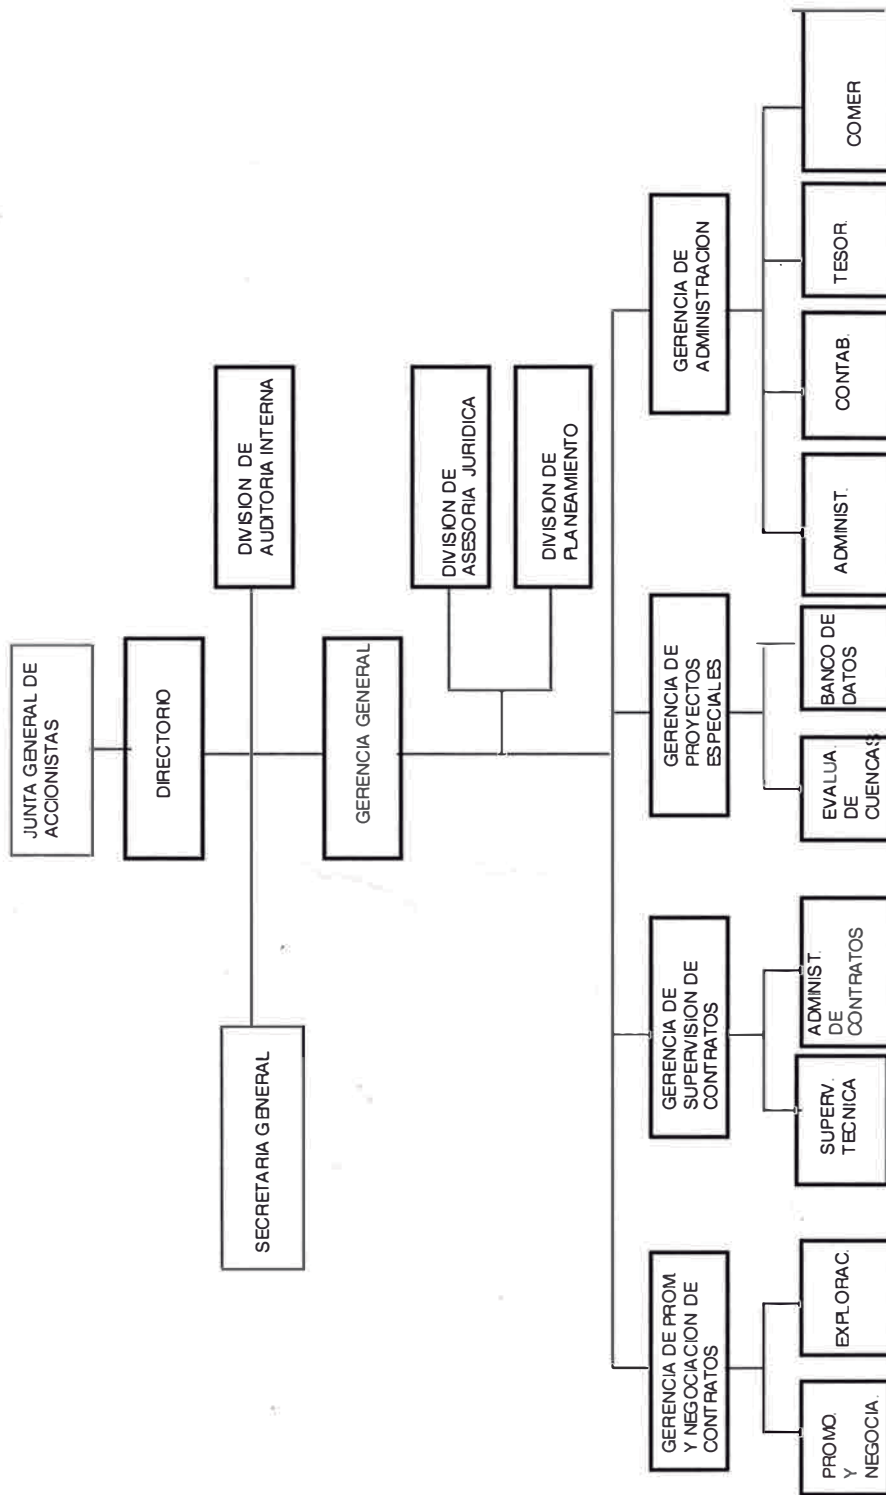 JUNTA GENERAL DE
ACCIONISTAS
DIRECTORIO
DIVISION DE
AUDITORIA INTERNA
SECRETARIA GENERAL
GERENCIA GENERAL
DIVISION DE
ASESORIA JURIDICA
DIVISION DE
PLANEAMIENTO
GERENCIA DE PROM.
Y NEGOCIACION DE
CONTRATOS
GERENCIA DE
SUPERVISION DE
CONTRATOS
GERENCIA DE
PROYECTOS
ESPECIALES
GERENCIA DE
ADMINISTRACION
PROMO.
Y
NEGOCIA.
EXPLORAC.
SUPERV.
TECNICA
ADMINIST.
DE
CONTRATOS
EVALUA.
DE
CUENCAS
BANCO DE
DATOS
ADMINIST.
CONTAB.
TESOR.
COMER